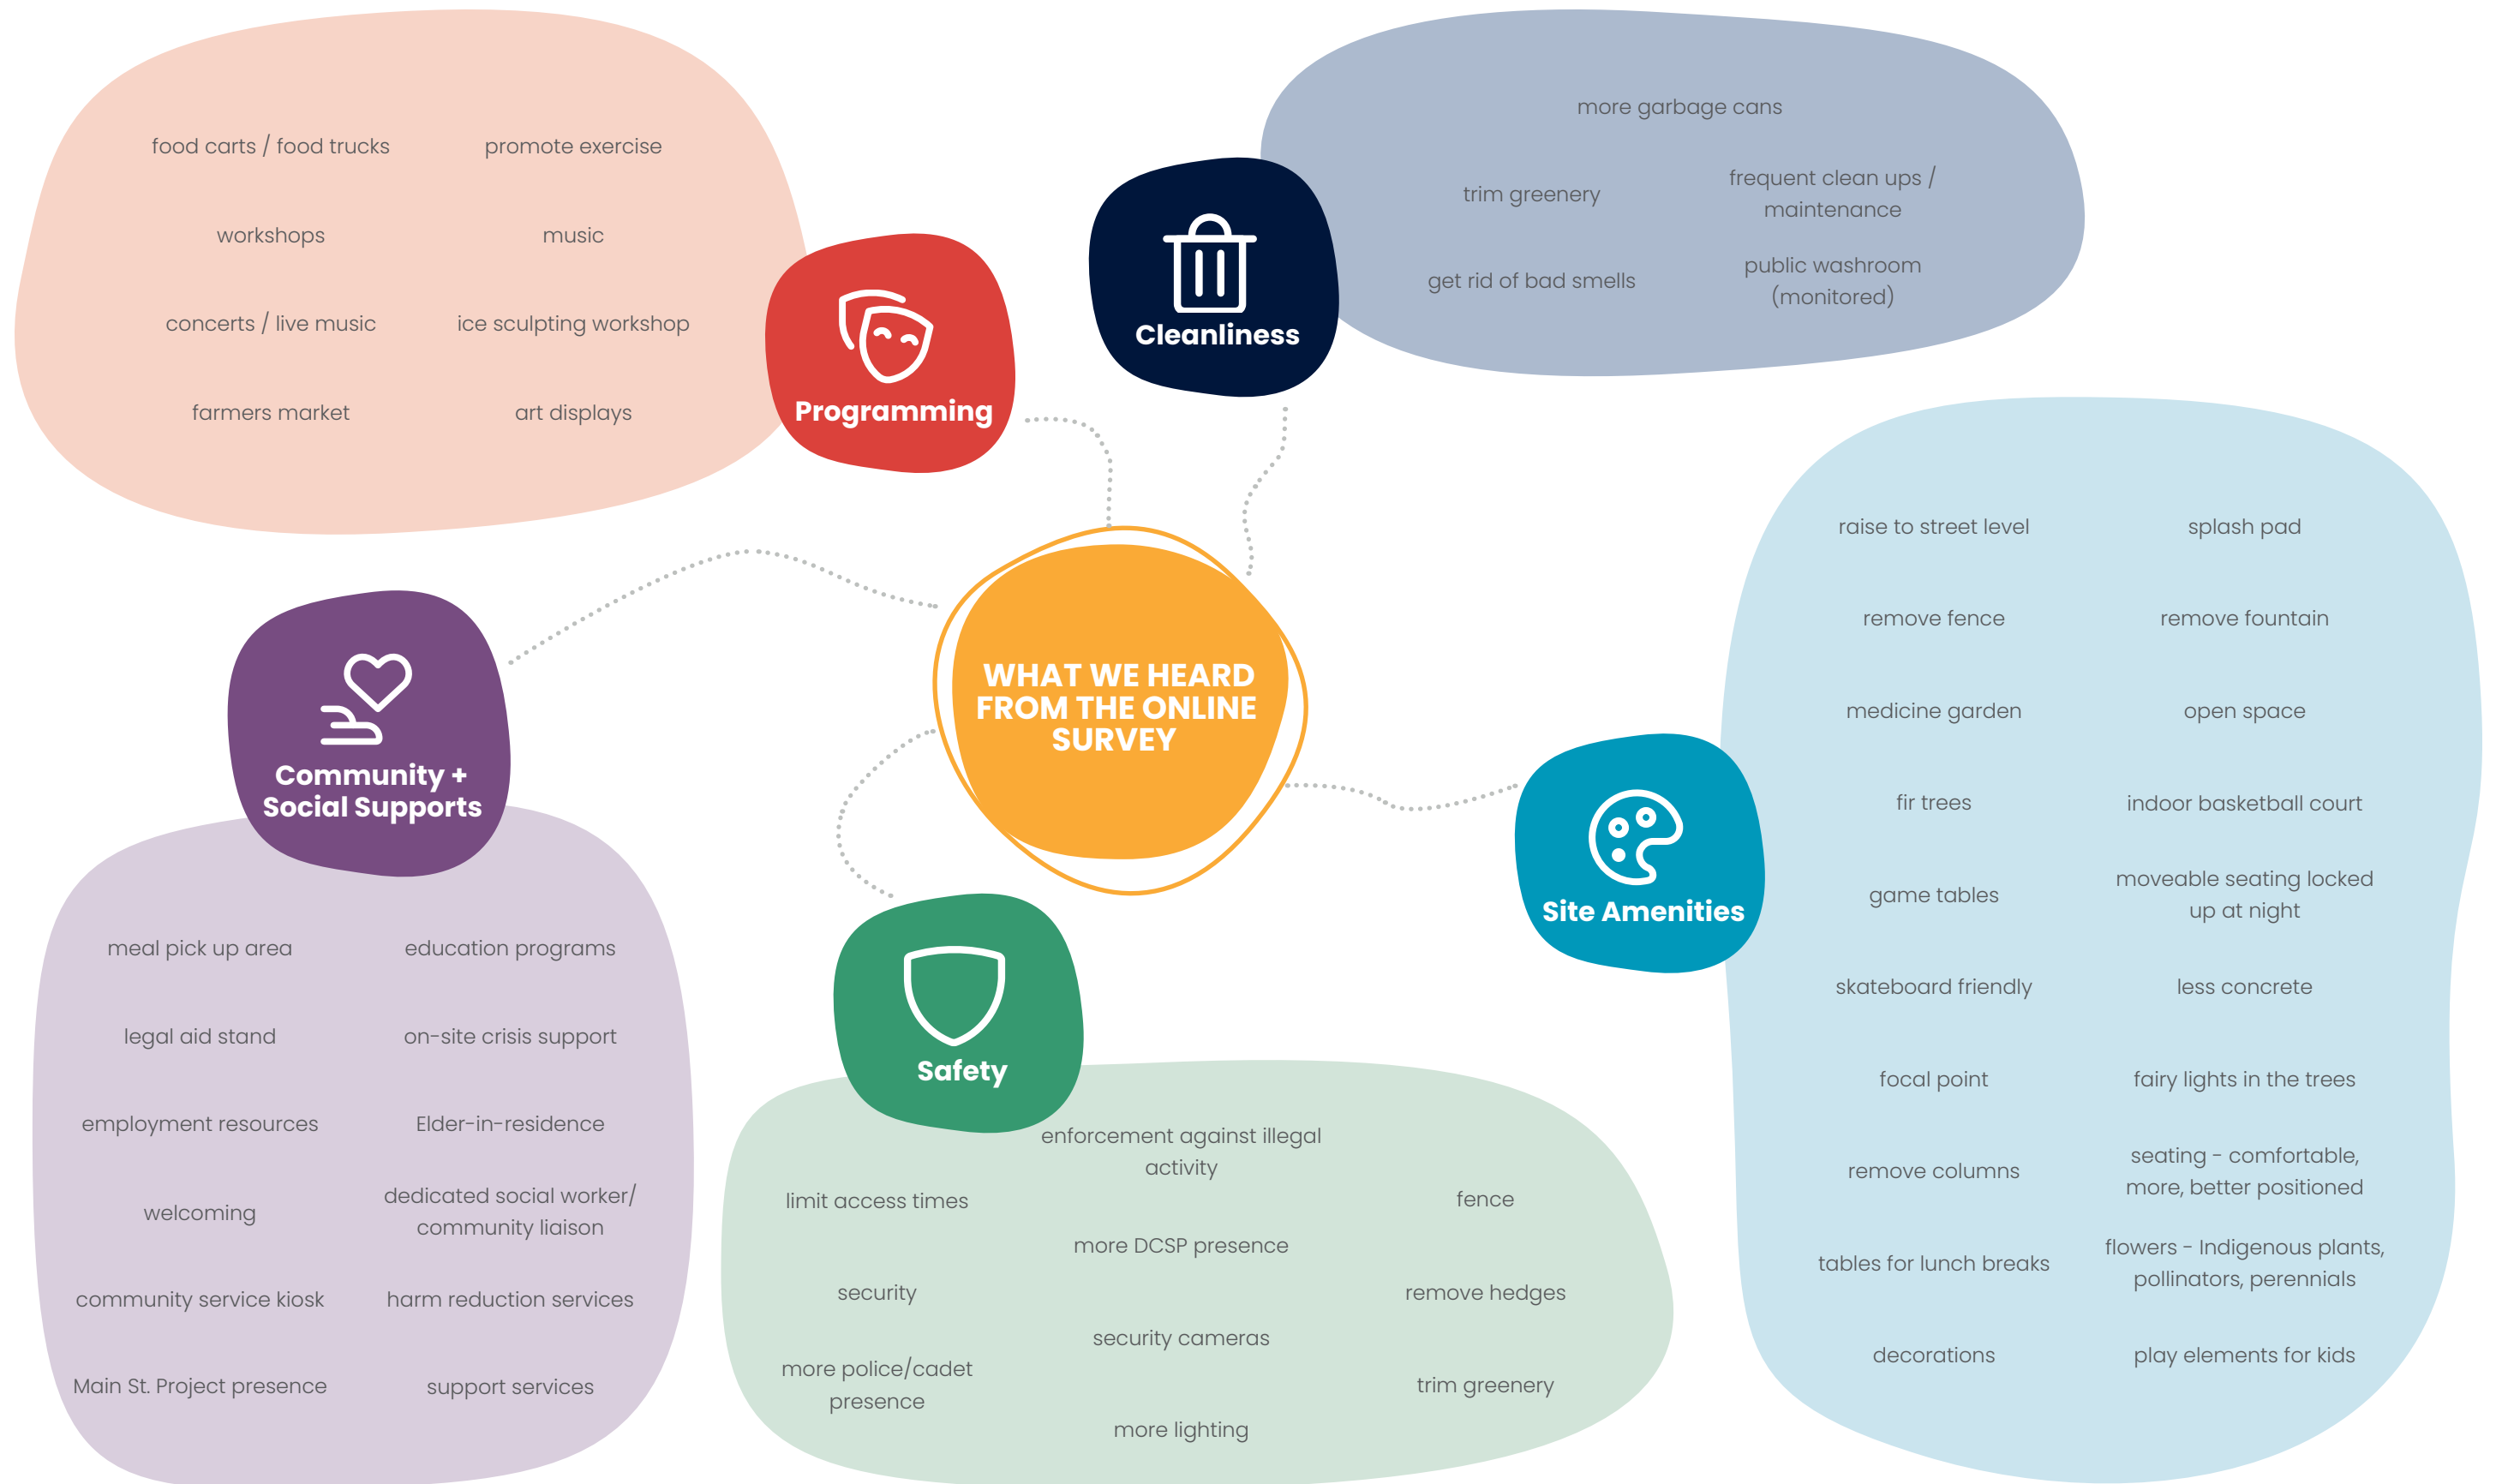 food carts / food trucks
promote exercise
workshops
music
concerts / live music
ice sculpting workshop
farmers market
art displays
Programming
more garbage cans
trim greenery
frequent clean ups /
maintenance
get rid of bad smells
public washroom
(monitored)
Cleanliness
WHAT WE HEARD
FROM THE ONLINE
SURVEY
Community +
Social Supports
meal pick up area
education programs
legal aid stand
on-site crisis support
employment resources
Elder-in-residence
welcoming
dedicated social worker/
community liaison
community service kiosk
harm reduction services
Main St. Project presence
support services
Safety
enforcement against illegal
activity
limit access times
fence
more DCSP presence
security
remove hedges
security cameras
more police/cadet
presence
trim greenery
more lighting
Site Amenities
raise to street level
splash pad
remove fence
remove fountain
medicine garden
open space
fir trees
indoor basketball court
game tables
moveable seating locked
up at night
skateboard friendly
less concrete
focal point
fairy lights in the trees
remove columns
seating - comfortable,
more, better positioned
tables for lunch breaks
flowers - Indigenous plants,
pollinators, perennials
decorations
play elements for kids